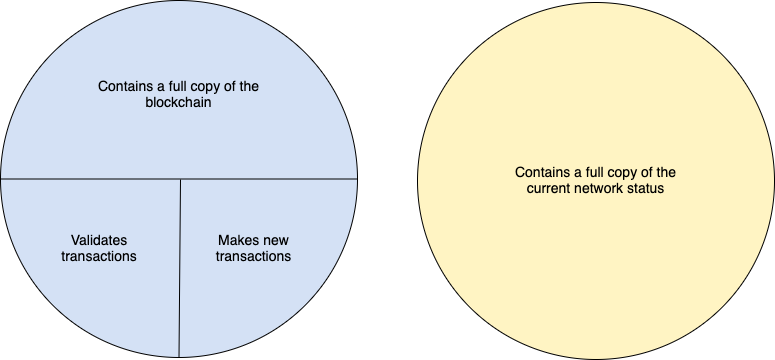 Contains a full copy of the
blockchain
Validates
transactions
Makes new
transactions
Contains a full copy of the
current network status